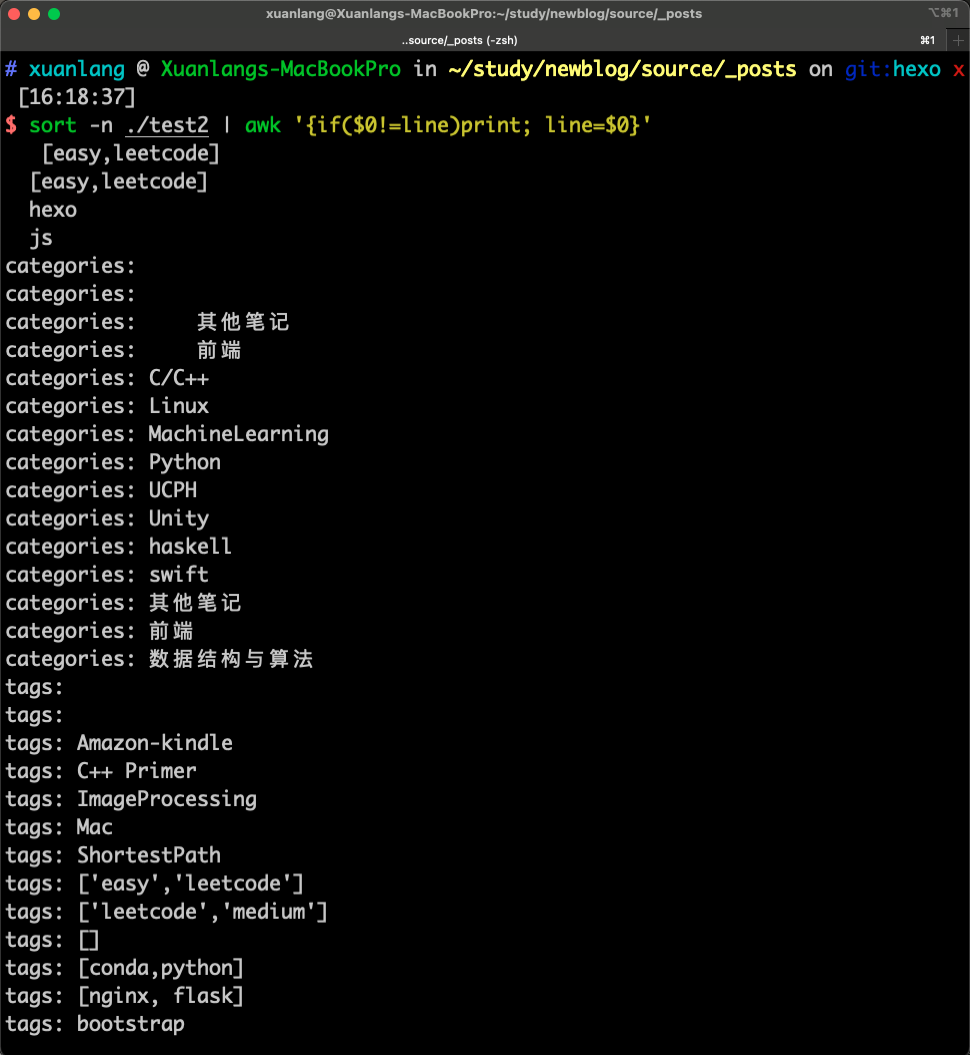 xuanlang@Xuanlangs-MacBookPro:~/study/newblog/source/_posts
⌥⌘1
..source/_posts (-zsh)
⌘1
# xuanlang @ Xuanlangs-MacBookPro in ~/study/newblog/source/_posts on git:hexo x
[16:18:37]
$ sort -n ./test2 | awk '{if($0!=line)print; line=$0}'
   [easy,leetcode]
  [easy,leetcode]
  hexo
  js
categories:
categories:
categories:     其他笔记
categories:     前端
categories: C/C++
categories: Linux
categories: MachineLearning
categories: Python
categories: UCPH
categories: Unity
categories: haskell
categories: swift
categories: 其他笔记
categories: 前端
categories: 数据结构与算法
tags:
tags:
tags: Amazon-kindle
tags: C++ Primer
tags: ImageProcessing
tags: Mac
tags: ShortestPath
tags: ['easy','leetcode']
tags: ['leetcode','medium']
tags: []
tags: [conda,python]
tags: [nginx, flask]
tags: bootstrap